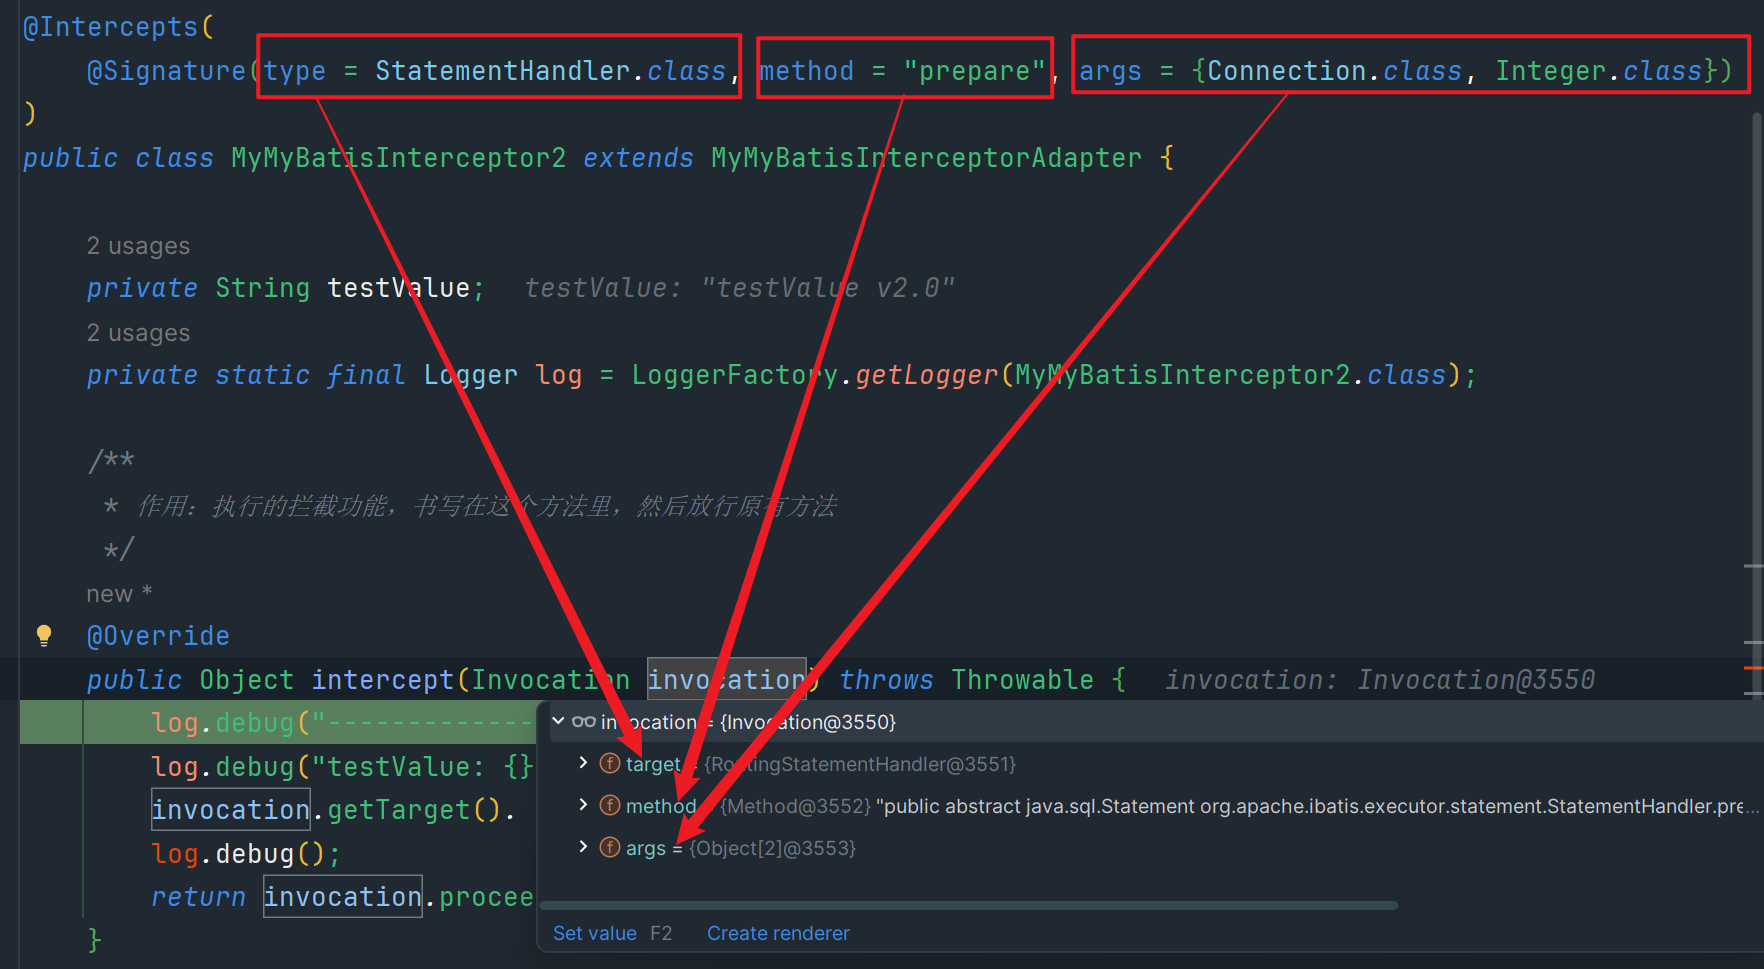 @Intercepts(
@Signature(type = StatementHandler.class, method = "prepare", args = {Connection.class, Integer.class})
)
public class MyMyBatisInterceptor2 extends MyMyBatisInterceptorAdapter {
2 usages
private String testValue; testValue: "testValue v2.0"
2 usages
private static final Logger log = LoggerFactory.getLogger(MyMyBatisInterceptor2.class);
/**
* 作用：执行的拦截功能，书写在这个方法里，然后放行原有方法
*/
new *
@Override
public Object intercept(Invocation invocation) throws Throwable { invocation: Invocation@3550
log.debug("-------------
invocation = {Invocation@3550}
log.debug("testValue: {}
target = {RoutingStatementHandler@3551}
invocation.getTarget().
method = {Method@3552} "public abstract java.sql.Statement org.apache.ibatis.executor.statement.StatementHandler.pre...
log.debug();
args = {Object[2]@3553}
return invocation.procee
}
Set value F2 Create renderer